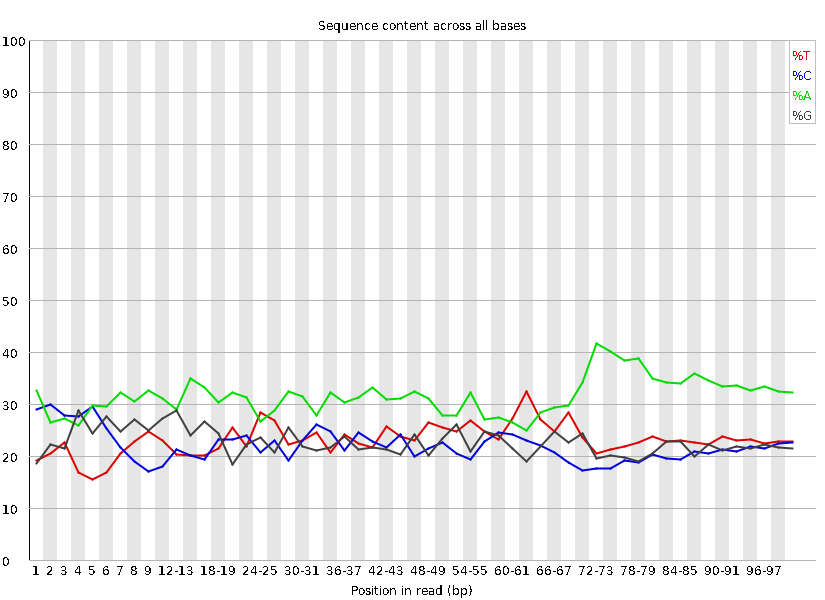 Sequence content across all bases
100
90
80
70
60
50
40
30
20
10
0
%T
%C
%A
%G
1 2 3 4 5 6 7 8 9 12-13 18-19 24-25 30-31 36-37 42-43 48-49 54-55 60-61 66-67 72-73 78-79 84-85 90-91 96-97
Position in read (bp)